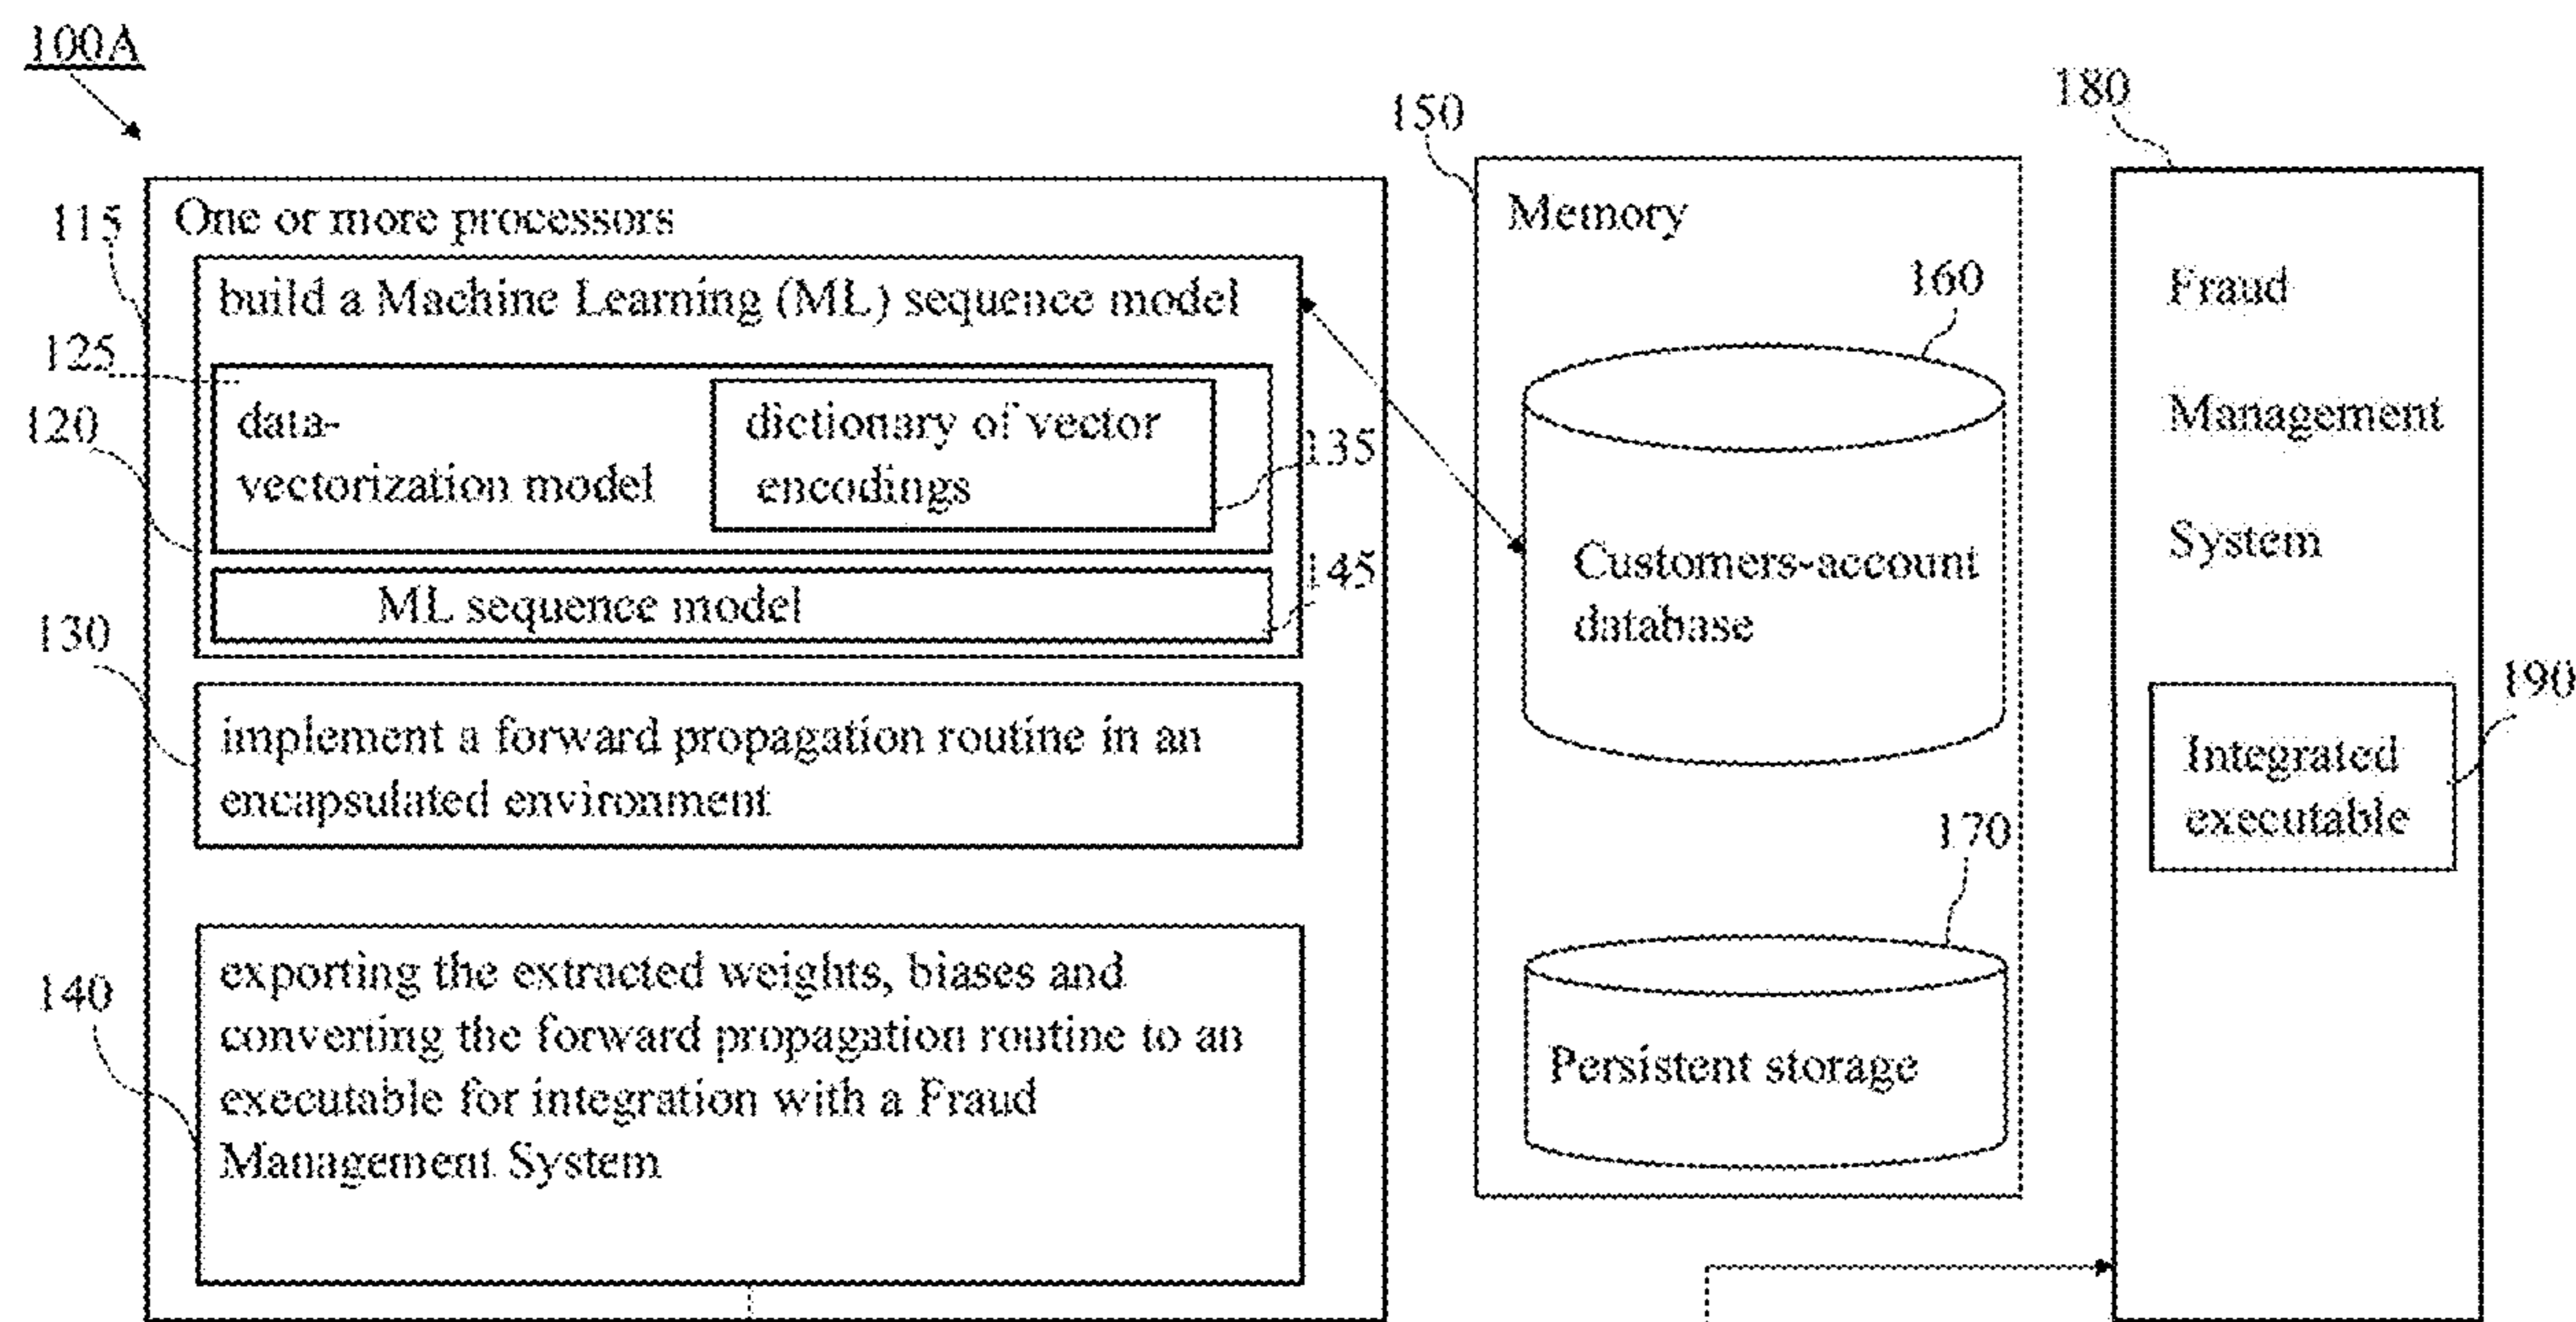 100A
115
One or more processors
build a Machine Learning (ML) sequence model
125
data-
vectorization model
dictionary of vector
encodings
135
120
ML sequence model
145
130
implement a forward propagation routine in an
encapsulated environment
140
exporting the extracted weights, biases and
converting the forward propagation routine to an
executable for integration with a Fraud
Management System
150
Memory
160
Customers-account
database
170
Persistent storage
180
Fraud
Management
System
190
Integrated
executable